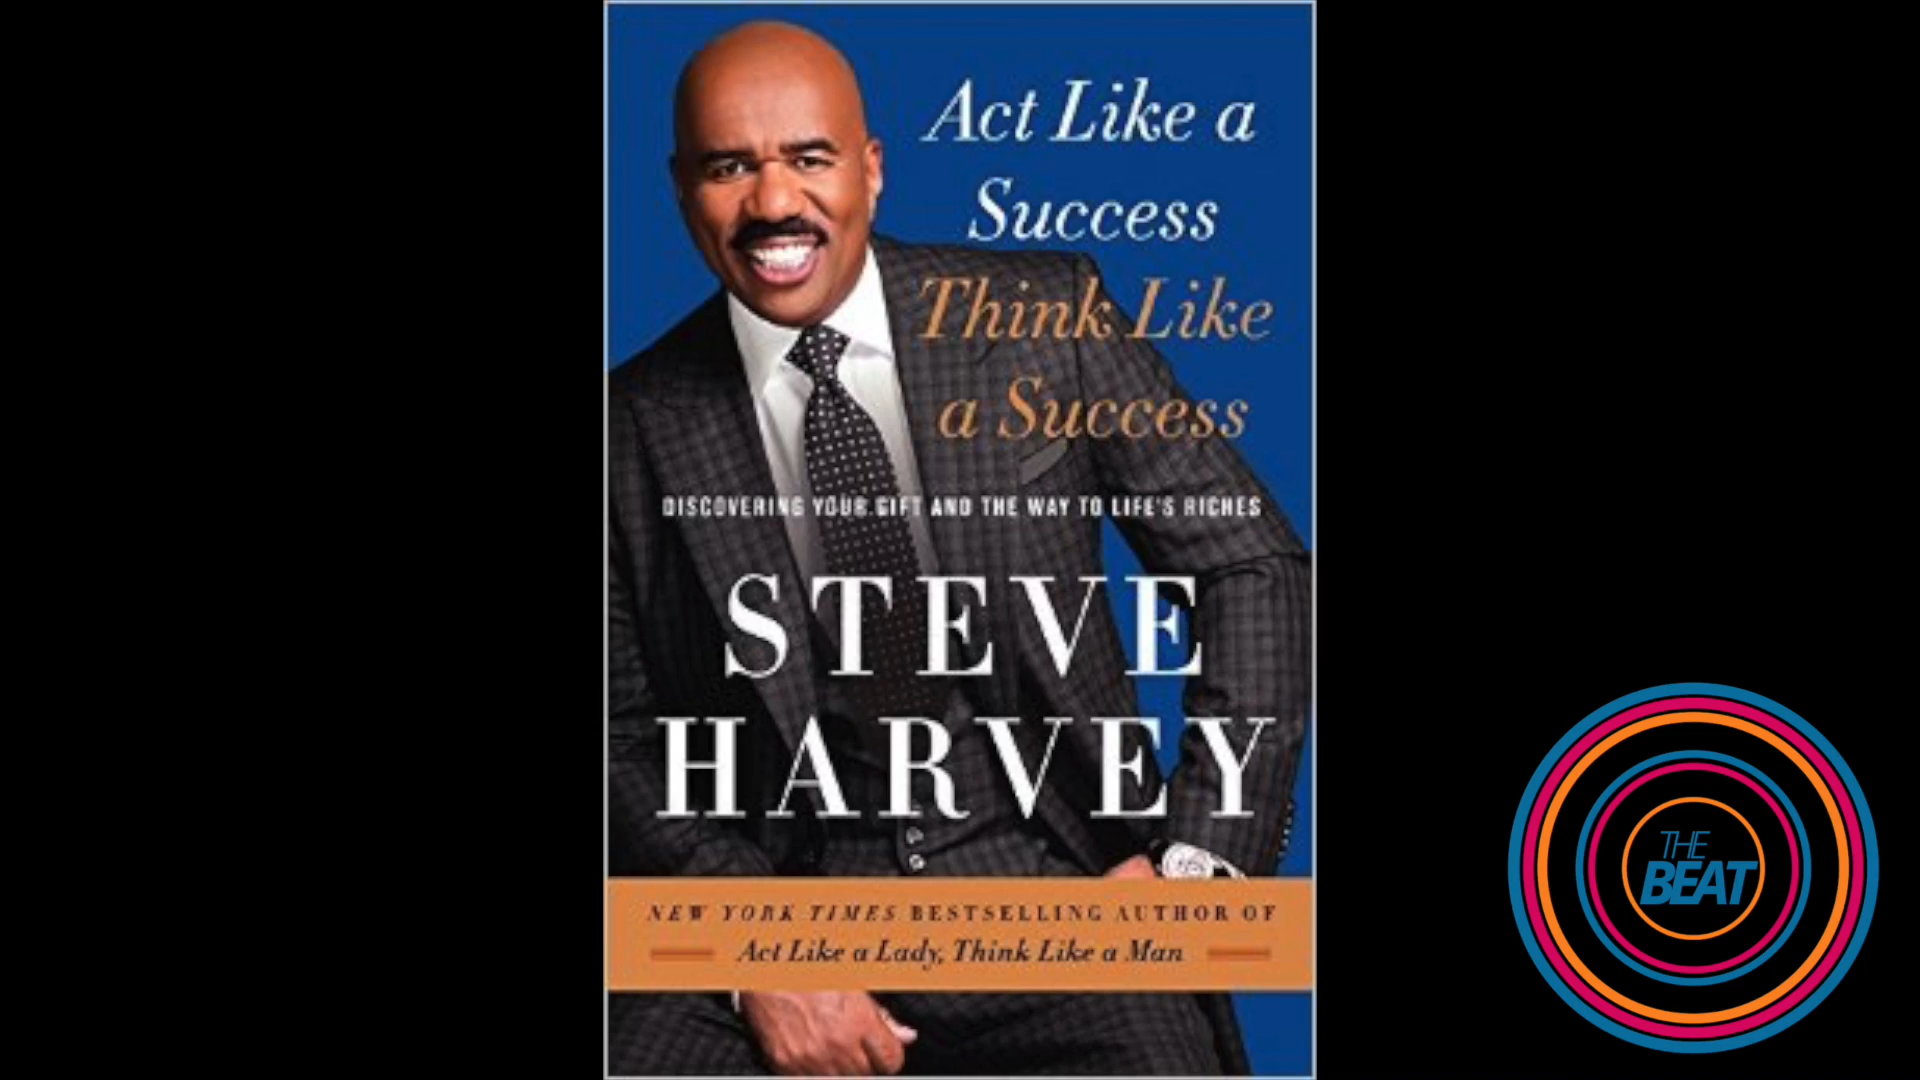 Act Like a
Success
Think Like
a Success
DISCOVERING YOUR GIFT AND THE WAY TO LIFE'S RICHES
STEVE
HARVEY
NEW YORK TIMES BESTSELLING AUTHOR OF
Act Like a Lady, Think Like a Man
THE
BEAT